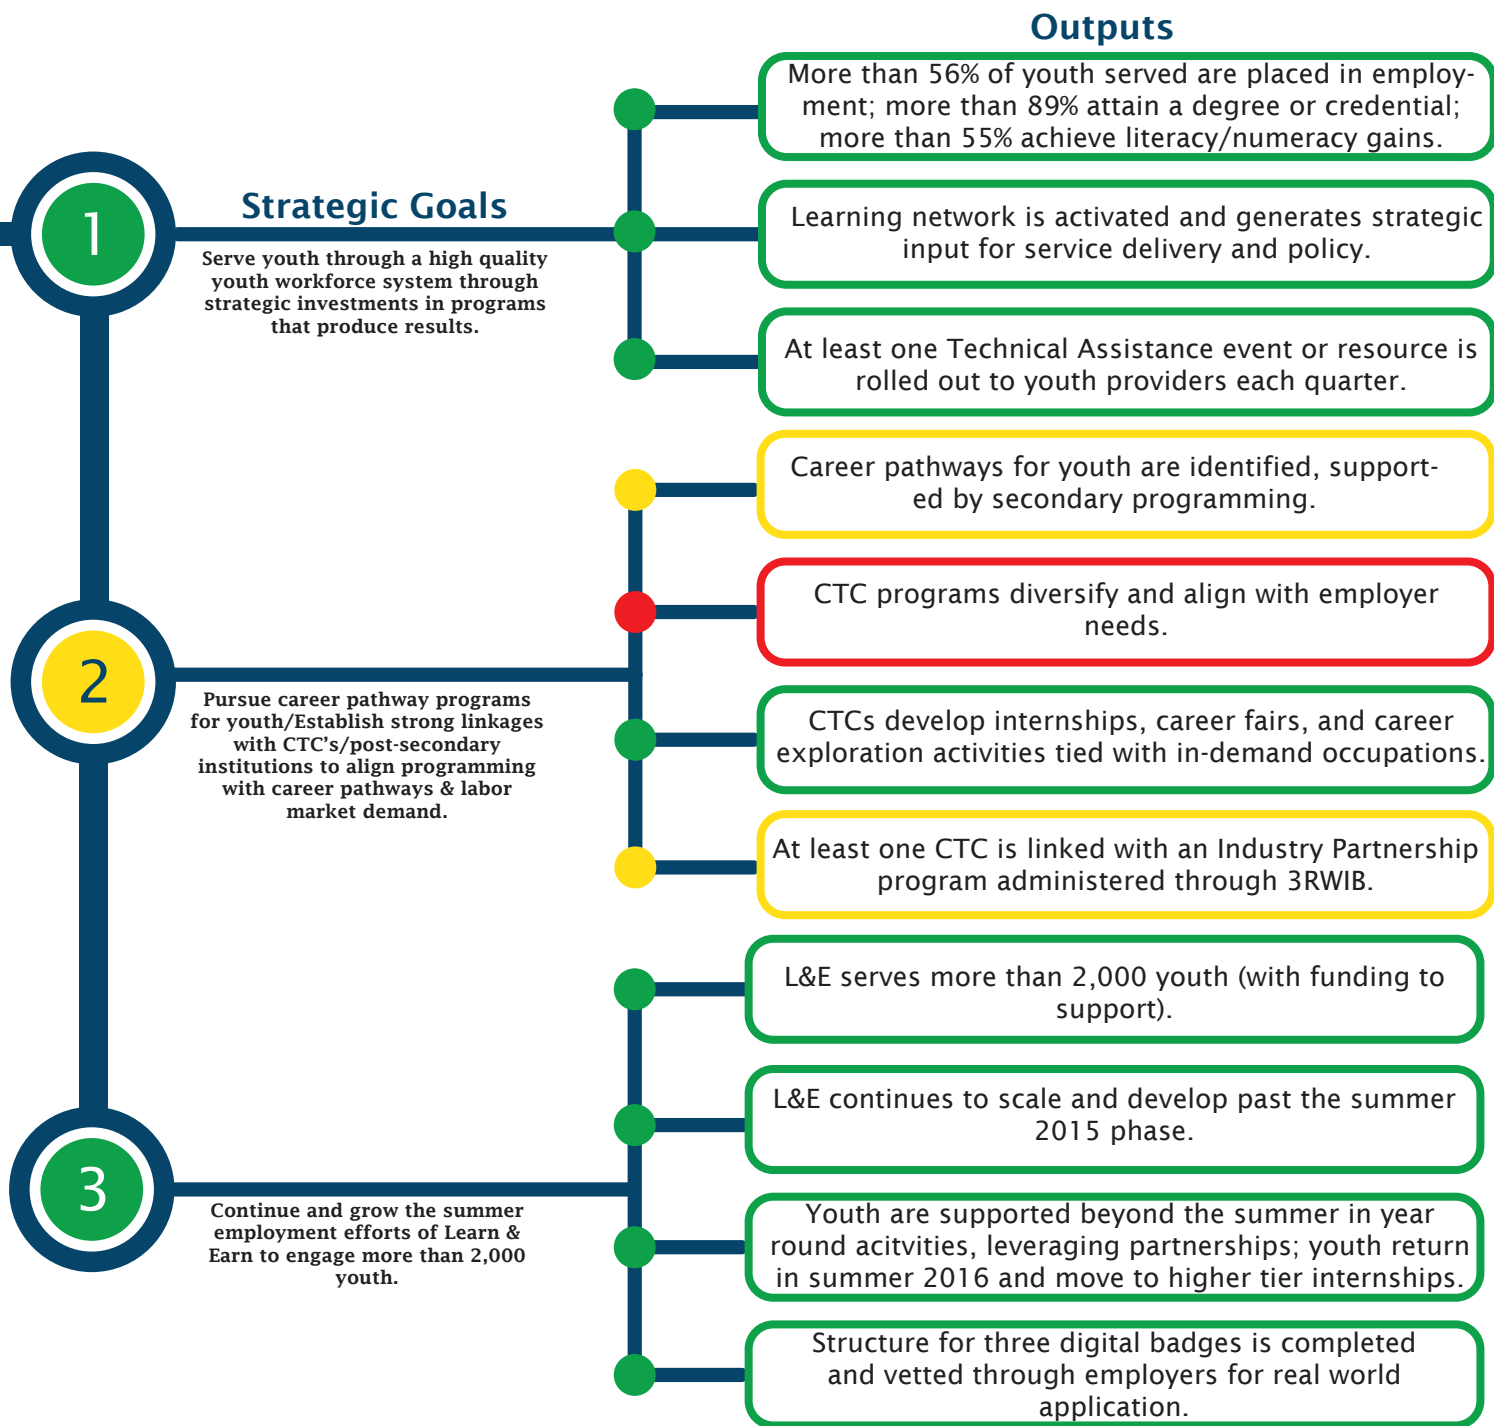 Outputs
More than 56% of youth served are placed in employ-
ment; more than 89% attain a degree or credential;
more than 55% achieve literacy/numeracy gains.
1
Strategic Goals
Serve youth through a high quality
youth workforce system through
strategic investments in programs
that produce results.
Learning network is activated and generates strategic
input for service delivery and policy.
At least one Technical Assistance event or resource is
rolled out to youth providers each quarter.
Career pathways for youth are identified, support-
ed by secondary programming.
CTC programs diversify and align with employer
needs.
2
Pursue career pathway programs
for youth/Establish strong linkages
with CTC's/post-secondary
institutions to align programming
with career pathways & labor
market demand.
CTCs develop internships, career fairs, and career
exploration activities tied with in-demand occupations.
At least one CTC is linked with an Industry Partnership
program administered through 3RWIB.
L&E serves more than 2,000 youth (with funding to
support).
L&E continues to scale and develop past the summer
2015 phase.
3
Continue and grow the summer
employment efforts of Learn &
Earn to engage more than 2,000
youth.
Youth are supported beyond the summer in year
round acitvities, leveraging partnerships; youth return
in summer 2016 and move to higher tier internships.
Structure for three digital badges is completed
and vetted through employers for real world
application.